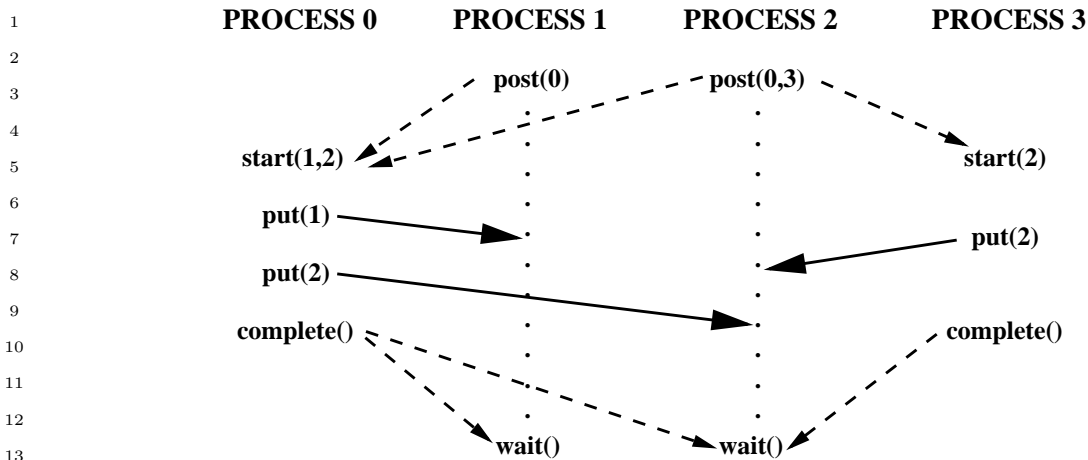 1
PROCESS 0 PROCESS 1 PROCESS 2 PROCESS 3
2
post(0) post(0,3)
3
4
start(1,2) start(2)
5
6
put(1)
7
put(2)
8
put(2)
9
complete() complete()
10
11
12
wait() wait()
13